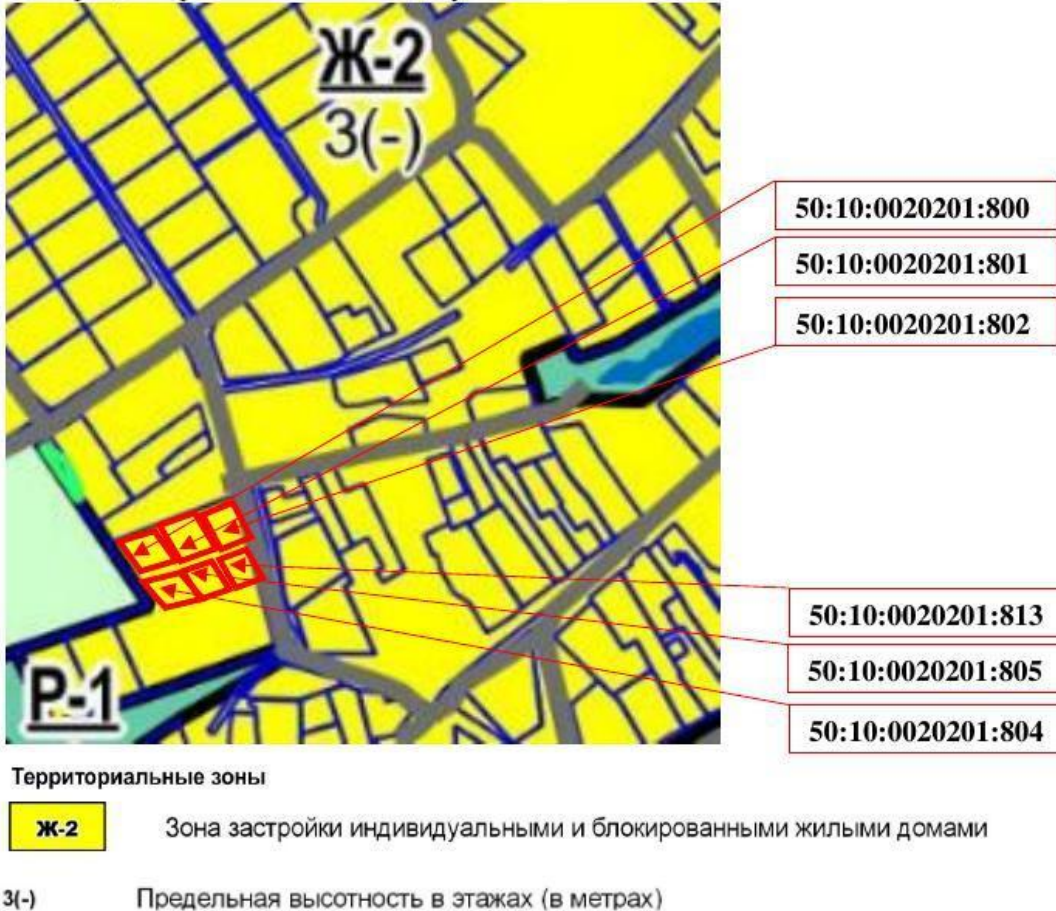 Ж-2
3(-)
50:10:0020201:800
50:10:0020201:801
50:10:0020201:802
50:10:0020201:813
50:10:0020201:805
50:10:0020201:804
Р-1
Территориальные зоны
Ж-2 Зона застройки индивидуальными и блокированными жилыми домами
3(-) Предельная высотность в этажах (в метрах)